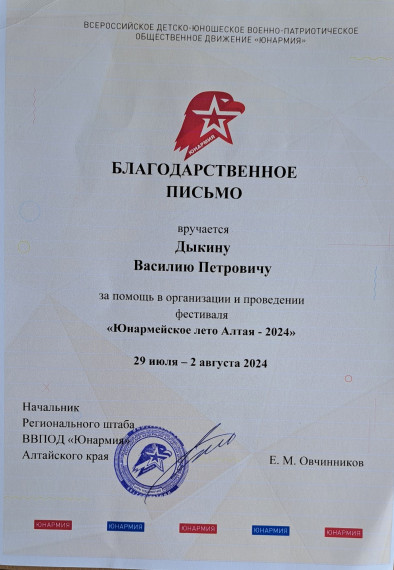 ВСЕРОССИЙСКОЕ ДЕТСКО-ЮНОШЕСКОЕ ВОЕННО-ПАТРИОТИЧЕСКОЕ
ОБЩЕСТВЕННОЕ ДВИЖЕНИЕ «ЮНАРМИЯ»
ЮНАРМИЯ
БЛАГОДАРСТВЕННОЕ
ПИСЬМО
вручается
Дыкину
Василию Петровичу
за помощь в организации и проведении
фестиваля
«Юнармейское лето Алтая - 2024»
29 июля – 2 августа 2024
Начальник
Регионального штаба
ВВПОД «Юнармия»
Алтайского края
Е. М. Овчинников
ЮНАРМИЯ ЮНАРМИЯ ЮНАРМИЯ ЮНАРМИЯ ЮНАРМИЯ